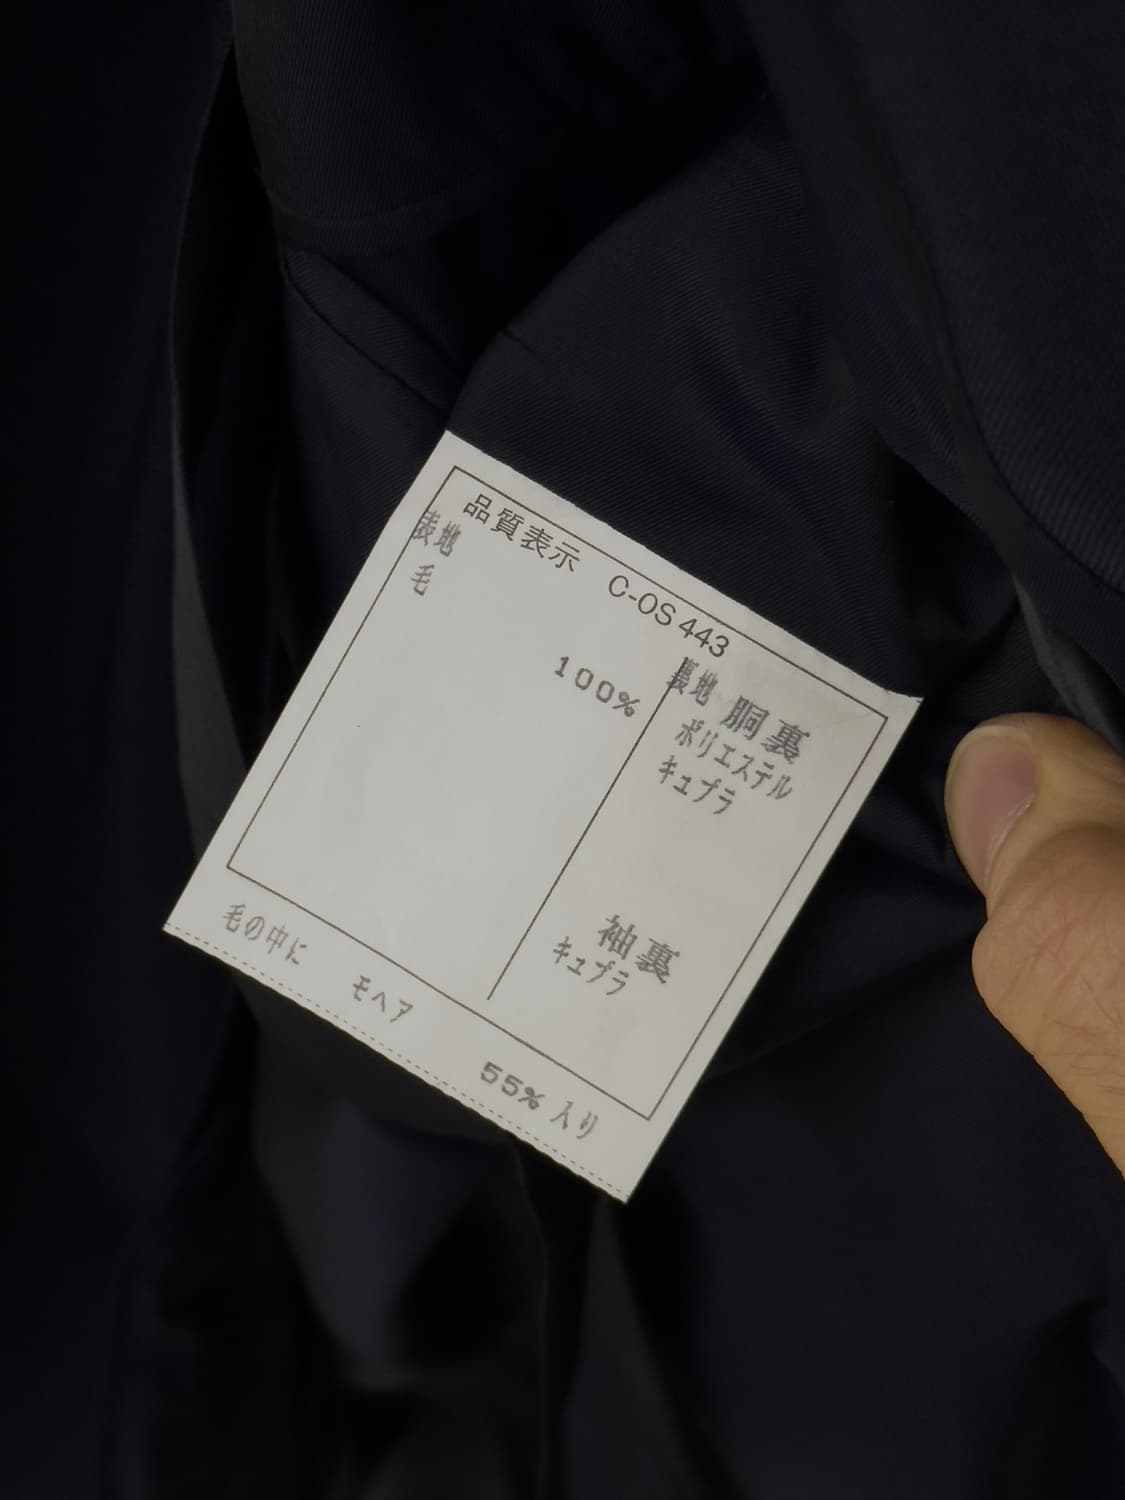 品質表示 C-0S 443
表地
毛
100%
裏地 胴裏
ポリエステル
キュプラ
袖裏
キュプラ
毛の中に
モヘア
55% 入り